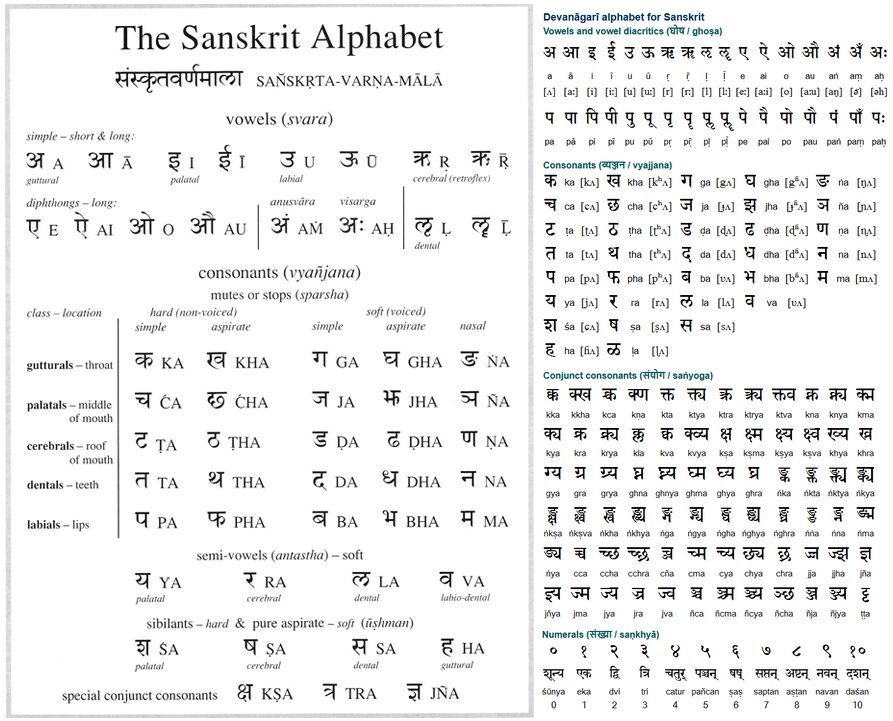 The Sanskrit Alphabet
संस्कृतवर्णमाला SAÑSKṚTA-VARṆA-MĀLĀ
vowels (svara)
simple – short & long:
अ A आ Ā इ I ई Ī उ U ऊ Ū ऋ Ṛ ॠ Ṝ
guttural palatal labial cerebral (retroflex)
diphthongs – long: anusvāra visarga
ए E ऐ AI ओ O औ AU अं AṀ अः AḤ ऌ Ḷ ॡ Ḹ
dental
consonants (vyañjana)
mutes or stops (sparsha)
class – location hard (non-voiced) soft (voiced)
simple aspirate simple aspirate nasal
gutturals – throat क KA ख KHA ग GA घ GHA ङ ṄA
palatals – middle of mouth च ĆA छ ĆHA ज JA झ JHA ञ ÑA
cerebrals – roof of mouth ट ṬA ठ ṬHA ड ḌA ढ ḌHA ण ṆA
dentals – teeth त TA थ THA द DA ध DHA न NA
labials – lips प PA फ PHA ब BA भ BHA म MA
semi-vowels (antastha) – soft
य YA र RA ल LA व VA
palatal cerebral dental labio-dental
sibilants – hard & pure aspirate – soft (ūṣhman)
श ŚA ष ṢA स SA ह HA
palatal cerebral dental guttural
special conjunct consonants क्ष KṢA त्र TRA ज्ञ JÑA
Devanāgarī alphabet for Sanskrit
Vowels and vowel diacritics (घोष / ghoṣa)
अ आ इ ई उ ऊ ऋ ॠ ऌ ॡ ए ऐ ओ औ अं अँ अः
a ā i ī u ū ṛ ṝ ḷ ḹ e ai o au aṅ aṃ aḥ
[ʌ] [aː] [i] [iː] [u] [uː] [r] [rː] [l] [lː] [eː] [aːi] [oː] [aːu] [aŋ] [ə̃] [əh]
प पा पि पी पु पू पृ पॄ पॢ पॣ पे पै पो पौ पं पँ पः
pa pā pi pī pu pū pṛ pṝ pḷ pḹ pe pai po pau paṅ paṃ paḥ
Consonants (व्यञ्जन / vyajjana)
क ka [kʌ] ख kha [kʰʌ] ग ga [gʌ] घ gha [gʱʌ] ङ ṅa [ŋʌ]
च ca [cʌ] छ cha [cʰʌ] ज ja [ɟʌ] झ jha [ɟʱʌ] ञ ña [ɲʌ]
ट ṭa [ʈʌ] ठ ṭha [ʈʰʌ] ड ḍa [ɖʌ] ढ ḍha [ɖʱʌ] ण ṇa [ɳʌ]
त ta [tʌ] थ tha [tʰʌ] द da [dʌ] ध dha [dʱʌ] न na [nʌ]
प pa [pʌ] फ pha [pʰʌ] ब ba [bʌ] भ bha [bʱʌ] म ma [mʌ]
य ya [jʌ] र ra [rʌ] ल la [lʌ] व va [ʋʌ]
श śa [ɕʌ] ष ṣa [ʂʌ] स sa [sʌ]
ह ha [ɦʌ] ळ ḷa [ɭʌ]
Conjunct consonants (संयोग / saṅyoga)
क्क क्ख क्च क्ण क्त क्त्य क्त्र क्त्र्य क्त्व क्न क्न्य क्म
kka kkha kca kṇa kta ktya ktra ktrya ktva kna knya kma
क्य क्र क्र्य क्ल क्व क्व्य क्ष क्ष्म क्ष्य क्ष्व ख्य ख्र
kya kra krya kla kva kvya kṣa kṣma kṣya kṣva khya khra
ग्य ग्र ग्र्य घ्न घ्न्य घ्म घ्य घ्र ङ्क ङ्क्त ङ्क्त्य ङ्क्य
gya gra grya ghna ghnya ghma ghya ghra ṅka ṅkta ṅktya ṅkya
ङ्क्ष ङ्क्ष्व ङ्ख ङ्ख्य ङ्ग ङ्ग्य ङ्घ ङ्घ्य ङ्घ्र ङ्ङ ङ्न ङ्म
ṅkṣa ṅkṣva ṅkha ṅkhya ṅga ṅgya ṅgha ṅghya ṅghra ṅṅa ṅna ṅma
ङ्य च्च च्छ च्छ्र च्ञ च्म च्य छ्य छ्र ज्ज ज्झ ज्ञ
ṅya cca ccha cchra cña cma cya chya chra jja jjha jña
ज्ञ्य ज्म ज्य ज्र ज्व ञ्च ञ्च्म ञ्च्य ञ्छ ञ्ज ञ्ज्य ट्ट
jñya jma jya jra jva ñca ñcma ñcya ñcha ñja ñjya ṭṭa
Numerals (संख्या / saṇkhyā)
० १ २ ३ ४ ५ ६ ७ ८ ९ १०
शून्य एक द्वि त्रि चतुर् पञ्चन् षष् सप्तन् अष्टन् नवन् दशन्
śūnya eka dvi tri catur pañcan ṣaṣ saptan aṣṭan navan daśan
0 1 2 3 4 5 6 7 8 9 10